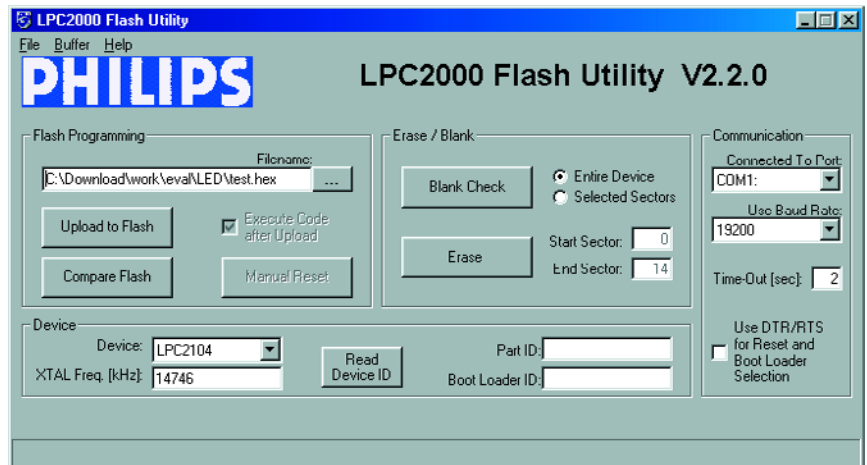 LPC2000 Flash Utility
File Buffer Help
PHILIPS
LPC2000 Flash Utility V2.2.0
Flash Programming
Filename:
C:\Download\work\eval\LED\test.hex
...
Upload to Flash
Execute Code
after Upload
Compare Flash
Manual Reset
Erase / Blank
Blank Check
Entire Device
Selected Sectors
Erase
Start Sector: 0
End Sector: 14
Communication
Connected To Port:
COM1:
Use Baud Rate:
19200
Time-Out [sec]: 2
Use DTR/RTS
for Reset and
Boot Loader
Selection
Device
Device: LPC2104
XTAL Freq. [kHz]: 14746
Read
Device ID
Part ID:
Boot Loader ID: